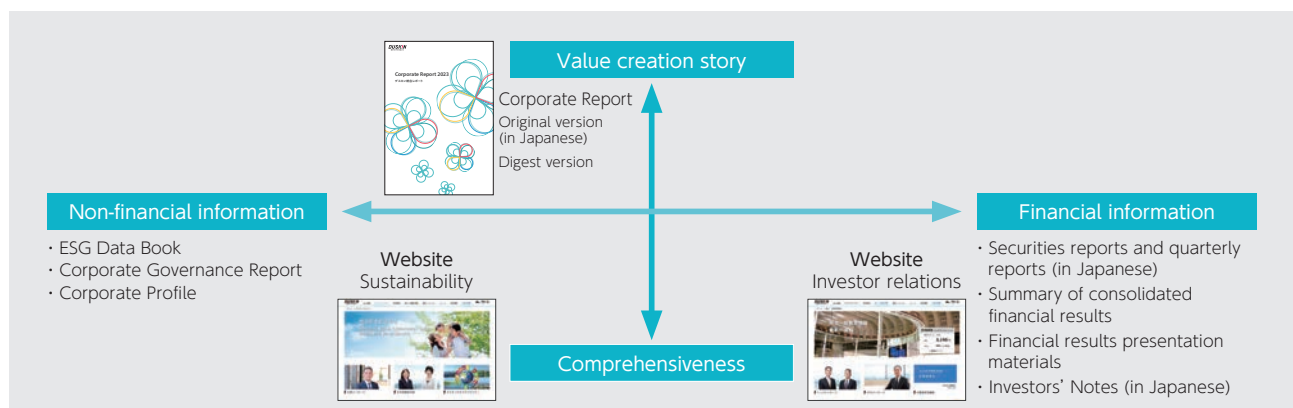 DUSKIN
Corporate Report 2023
Value creation story
Corporate Report
Original version
(in Japanese)
Digest version
Non-financial information
・ESG Data Book
・Corporate Governance Report
・Corporate Profile
Website
Sustainability
Website
Investor relations
Comprehensiveness
Financial information
・Securities reports and quarterly
reports (in Japanese)
・Summary of consolidated
financial results
・Financial results presentation
materials
・Investors’ Notes (in Japanese)